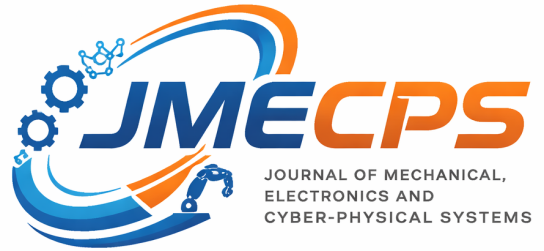 JMECPS
JOURNAL OF MECHANICAL,
ELECTRONICS AND
CYBER-PHYSICAL SYSTEMS